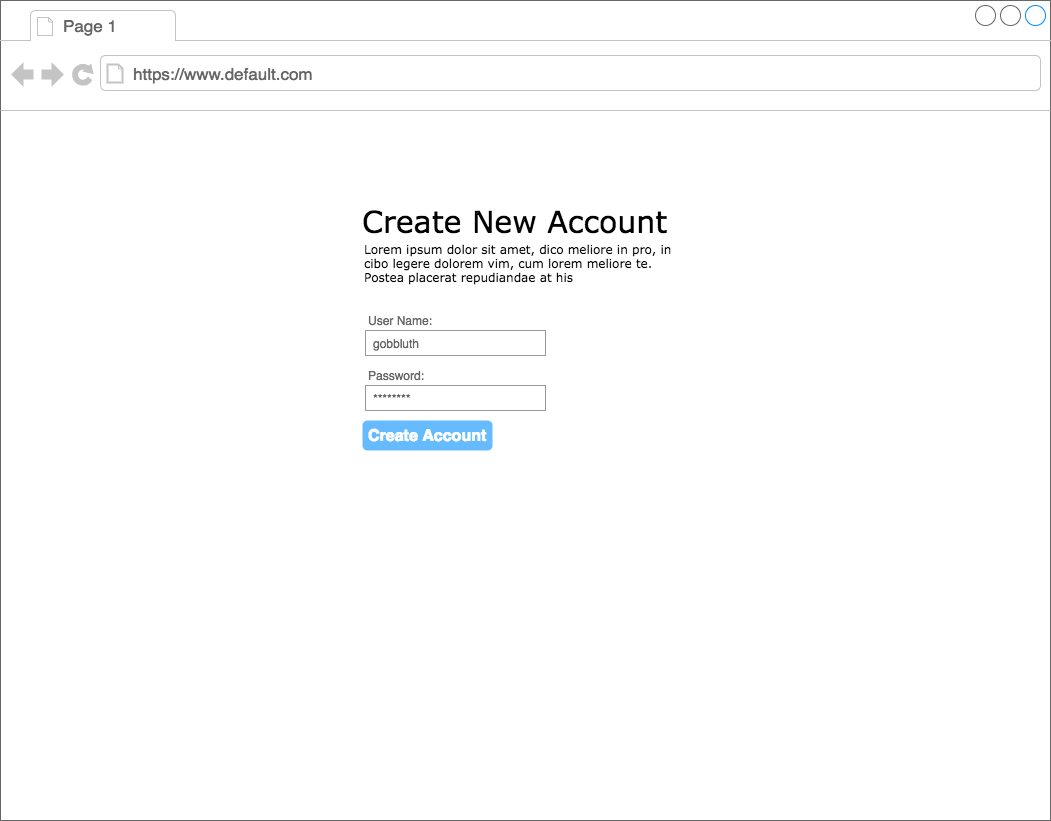 Page 1
https://www.default.com
Create New Account
Lorem ipsum dolor sit amet, dico meliore in pro, in
cibo legere dolorem vim, cum lorem meliore te.
Postea placerat repudiandae at his
User Name:
gobbluth
Password:
********
Create Account